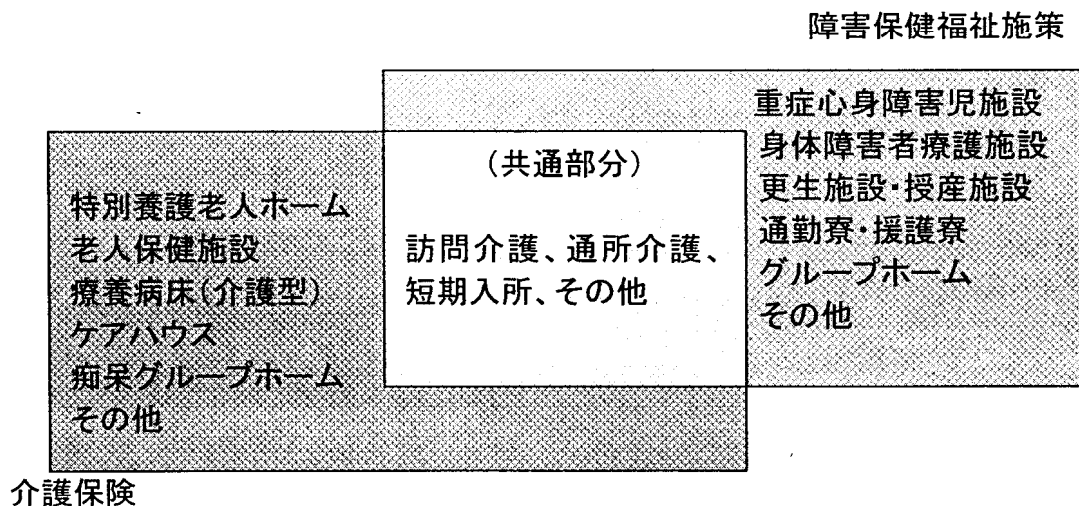 障害保健福祉施策
重症心身障害児施設
身体障害者療護施設
更生施設・授産施設
通勤寮・援護寮
グループホーム
その他
(共通部分)
訪問介護、通所介護、
短期入所、その他
特別養護老人ホーム
老人保健施設
療養病床(介護型)
ケアハウス
痴呆グループホーム
その他
介護保険